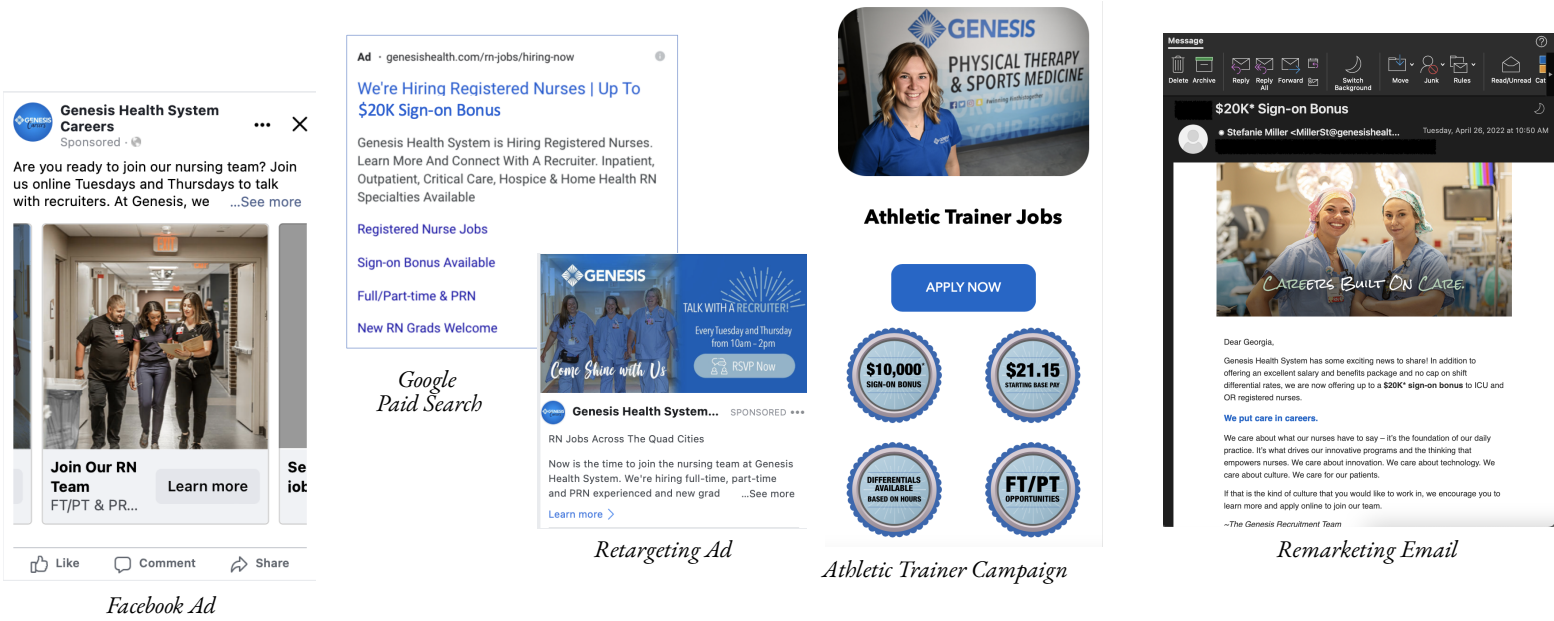 Genesis Health System
Careers
Sponsored ·
Are you ready to join our nursing team? Join
us online Tuesdays and Thursdays to talk
with recruiters. At Genesis, we ...See more
Join Our RN
Team
FT/PT & PR...
Learn more
Se
iob
Like Comment Share
Facebook Ad
Ad · genesishealth.com/rn-jobs/hiring-now
We're Hiring Registered Nurses | Up To
$20K Sign-on Bonus
Genesis Health System is Hiring Registered Nurses.
Learn More And Connect With A Recruiter. Inpatient,
Outpatient, Critical Care, Hospice & Home Health RN
Specialties Available
Registered Nurse Jobs
Sign-on Bonus Available
Full/Part-time & PRN
New RN Grads Welcome
Google
Paid Search
GENESIS
Come Shine with Us
TALK WITH A RECRUITER!
Every Tuesday and Thursday
from 10am – 2pm
RSVP Now
Genesis Health System... SPONSORED
RN Jobs Across The Quad Cities
Now is the time to join the nursing team at Genesis
Health System. We're hiring full-time, part-time
and PRN experienced and new grad ...See more
Learn more
Retargeting Ad
GENESIS
PHYSICAL THERAPY
& SPORTS MEDICINE
YOUR BEST
Athletic Trainer Jobs
APPLY NOW
$10,000*
SIGN-ON BONUS
$21.15
STARTING BASE PAY
DIFFERENTIALS
AVAILABLE
BASED ON HOURS
FT/PT
OPPORTUNITIES
Athletic Trainer Campaign
Message
Delete Archive Reply Reply All Forward Switch Background Move Junk Rules Read/Unread Cat
$20K* Sign-on Bonus
Stefanie Miller <MillerSt@genesishealt...
Tuesday, April 26, 2022 at 10:50 AM
Careers Built On Care.
Dear Georgia,
Genesis Health System has some exciting news to share! In addition to
offering an excellent salary and benefits package and no cap on shift
differential rates, we are now offering up to a $20K* sign-on bonus to ICU and
OR registered nurses.
We put care in careers.
We care about what our nurses have to say – it's the foundation of our daily
practice. It's what drives our innovative programs and the thinking that
empowers nurses. We care about innovation. We care about technology. We
care about culture. We care for our patients.
If that is the kind of culture that you would like to work in, we encourage you to
learn more and apply online to join our team.
~The Genesis Recruitment Team
Remarketing Email